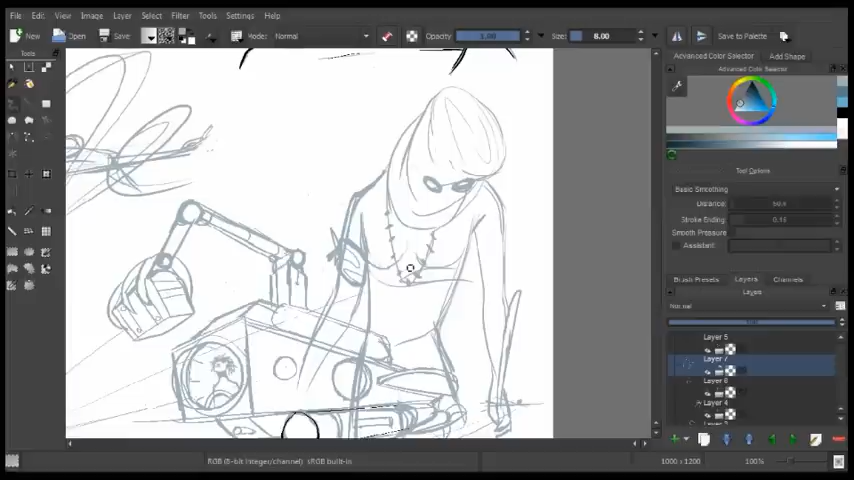 File Edit View Image Layer Select Filter Tools Settings Help
New Open Save Mode: Normal Opacity 1.00 Size: 8.00 Save to Palette
Tools
Advanced Color Selector Add Shape
Advanced Color Selector
Tool Options
Basic Smoothing
Distance:
Stroke Ending: 0.15
Smooth Pressure
Assistant:
Brush Presets Layers Channels
Layers
Normal
Layer 5
Layer 7
Layer 6
Layer 4
RGB (8-bit integer/channel) sRGB built-in 1000 x 1200 100%